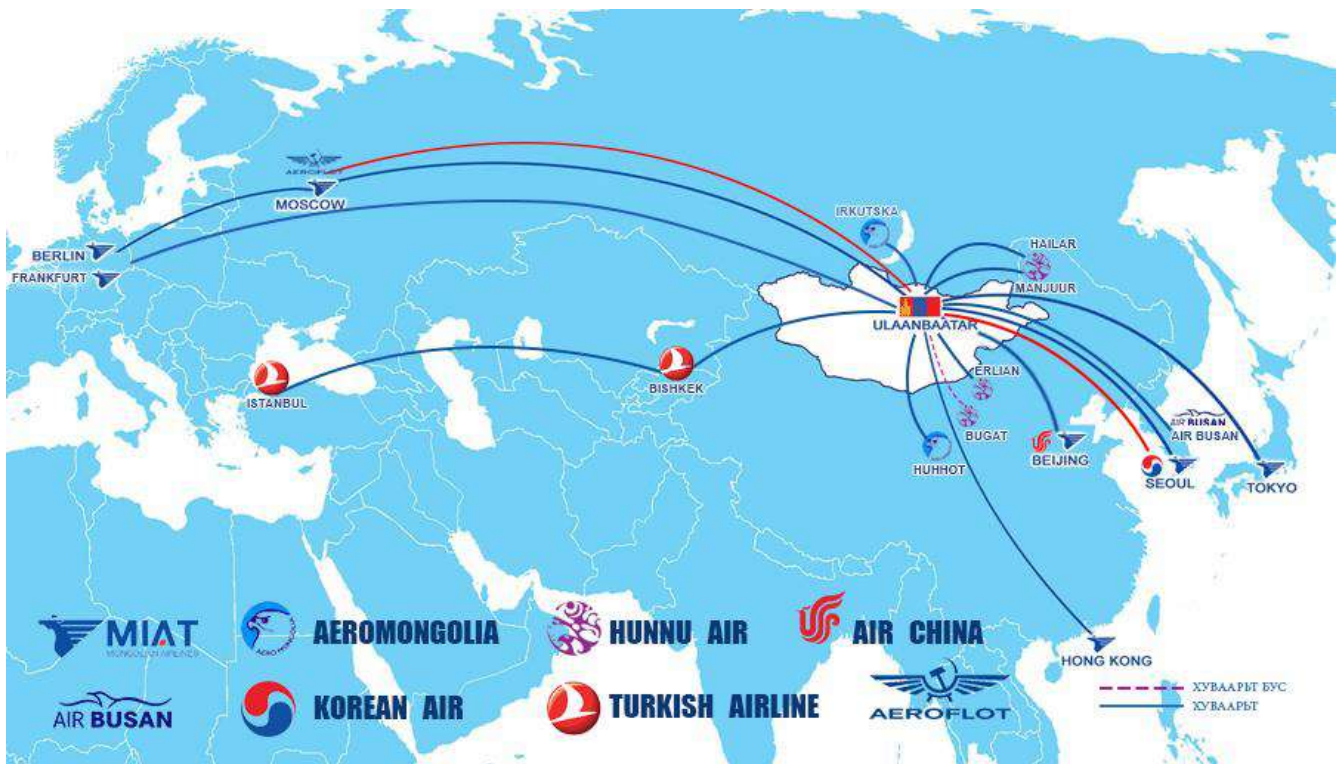 AEROFLOT
MOSCOW
BERLIN
FRANKFURT
IRKUTSKA
HAILAR
MANJUUR
ULAANBAATAR
ISTANBUL
BISHKEK
ERLIAN
BUGAT
HUHHOT
BEIJING
AIR BUSAN
AIR BUSAN
SEOUL
TOKYO
HONG KONG
MIAT
MONGOLIAN AIRLINES
AEROMONGOLIA
HUNNU AIR
AIR CHINA
AIR BUSAN
KOREAN AIR
TURKISH AIRLINE
AEROFLOT
ХУВААРЬТ БУС
ХУВААРЬТ